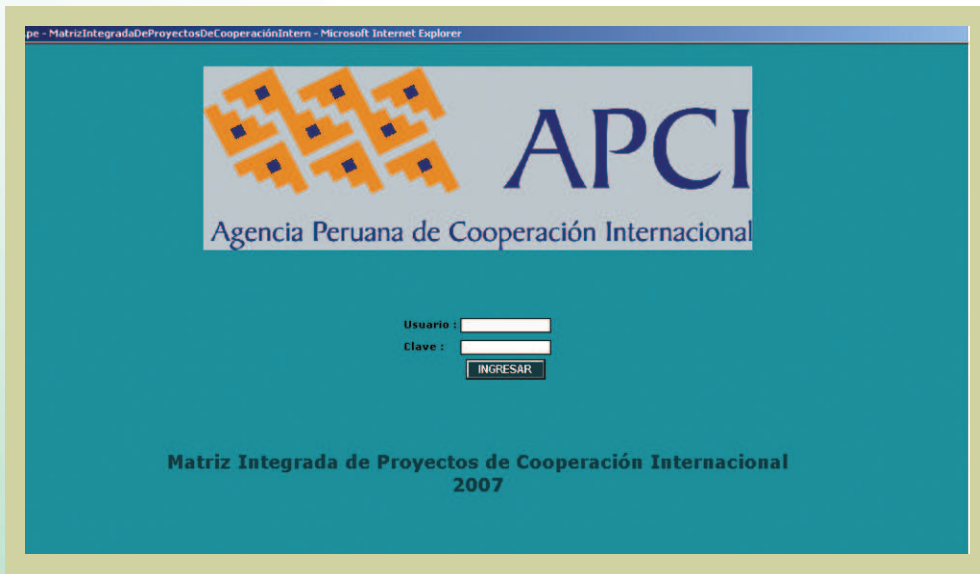 .pe - MatrizIntegradaDeProyectosDeCooperaciónIntern - Microsoft Internet Explorer
APCI
Agencia Peruana de Cooperación Internacional
Usuario :
Clave :
INGRESAR
Matriz Integrada de Proyectos de Cooperación Internacional
2007